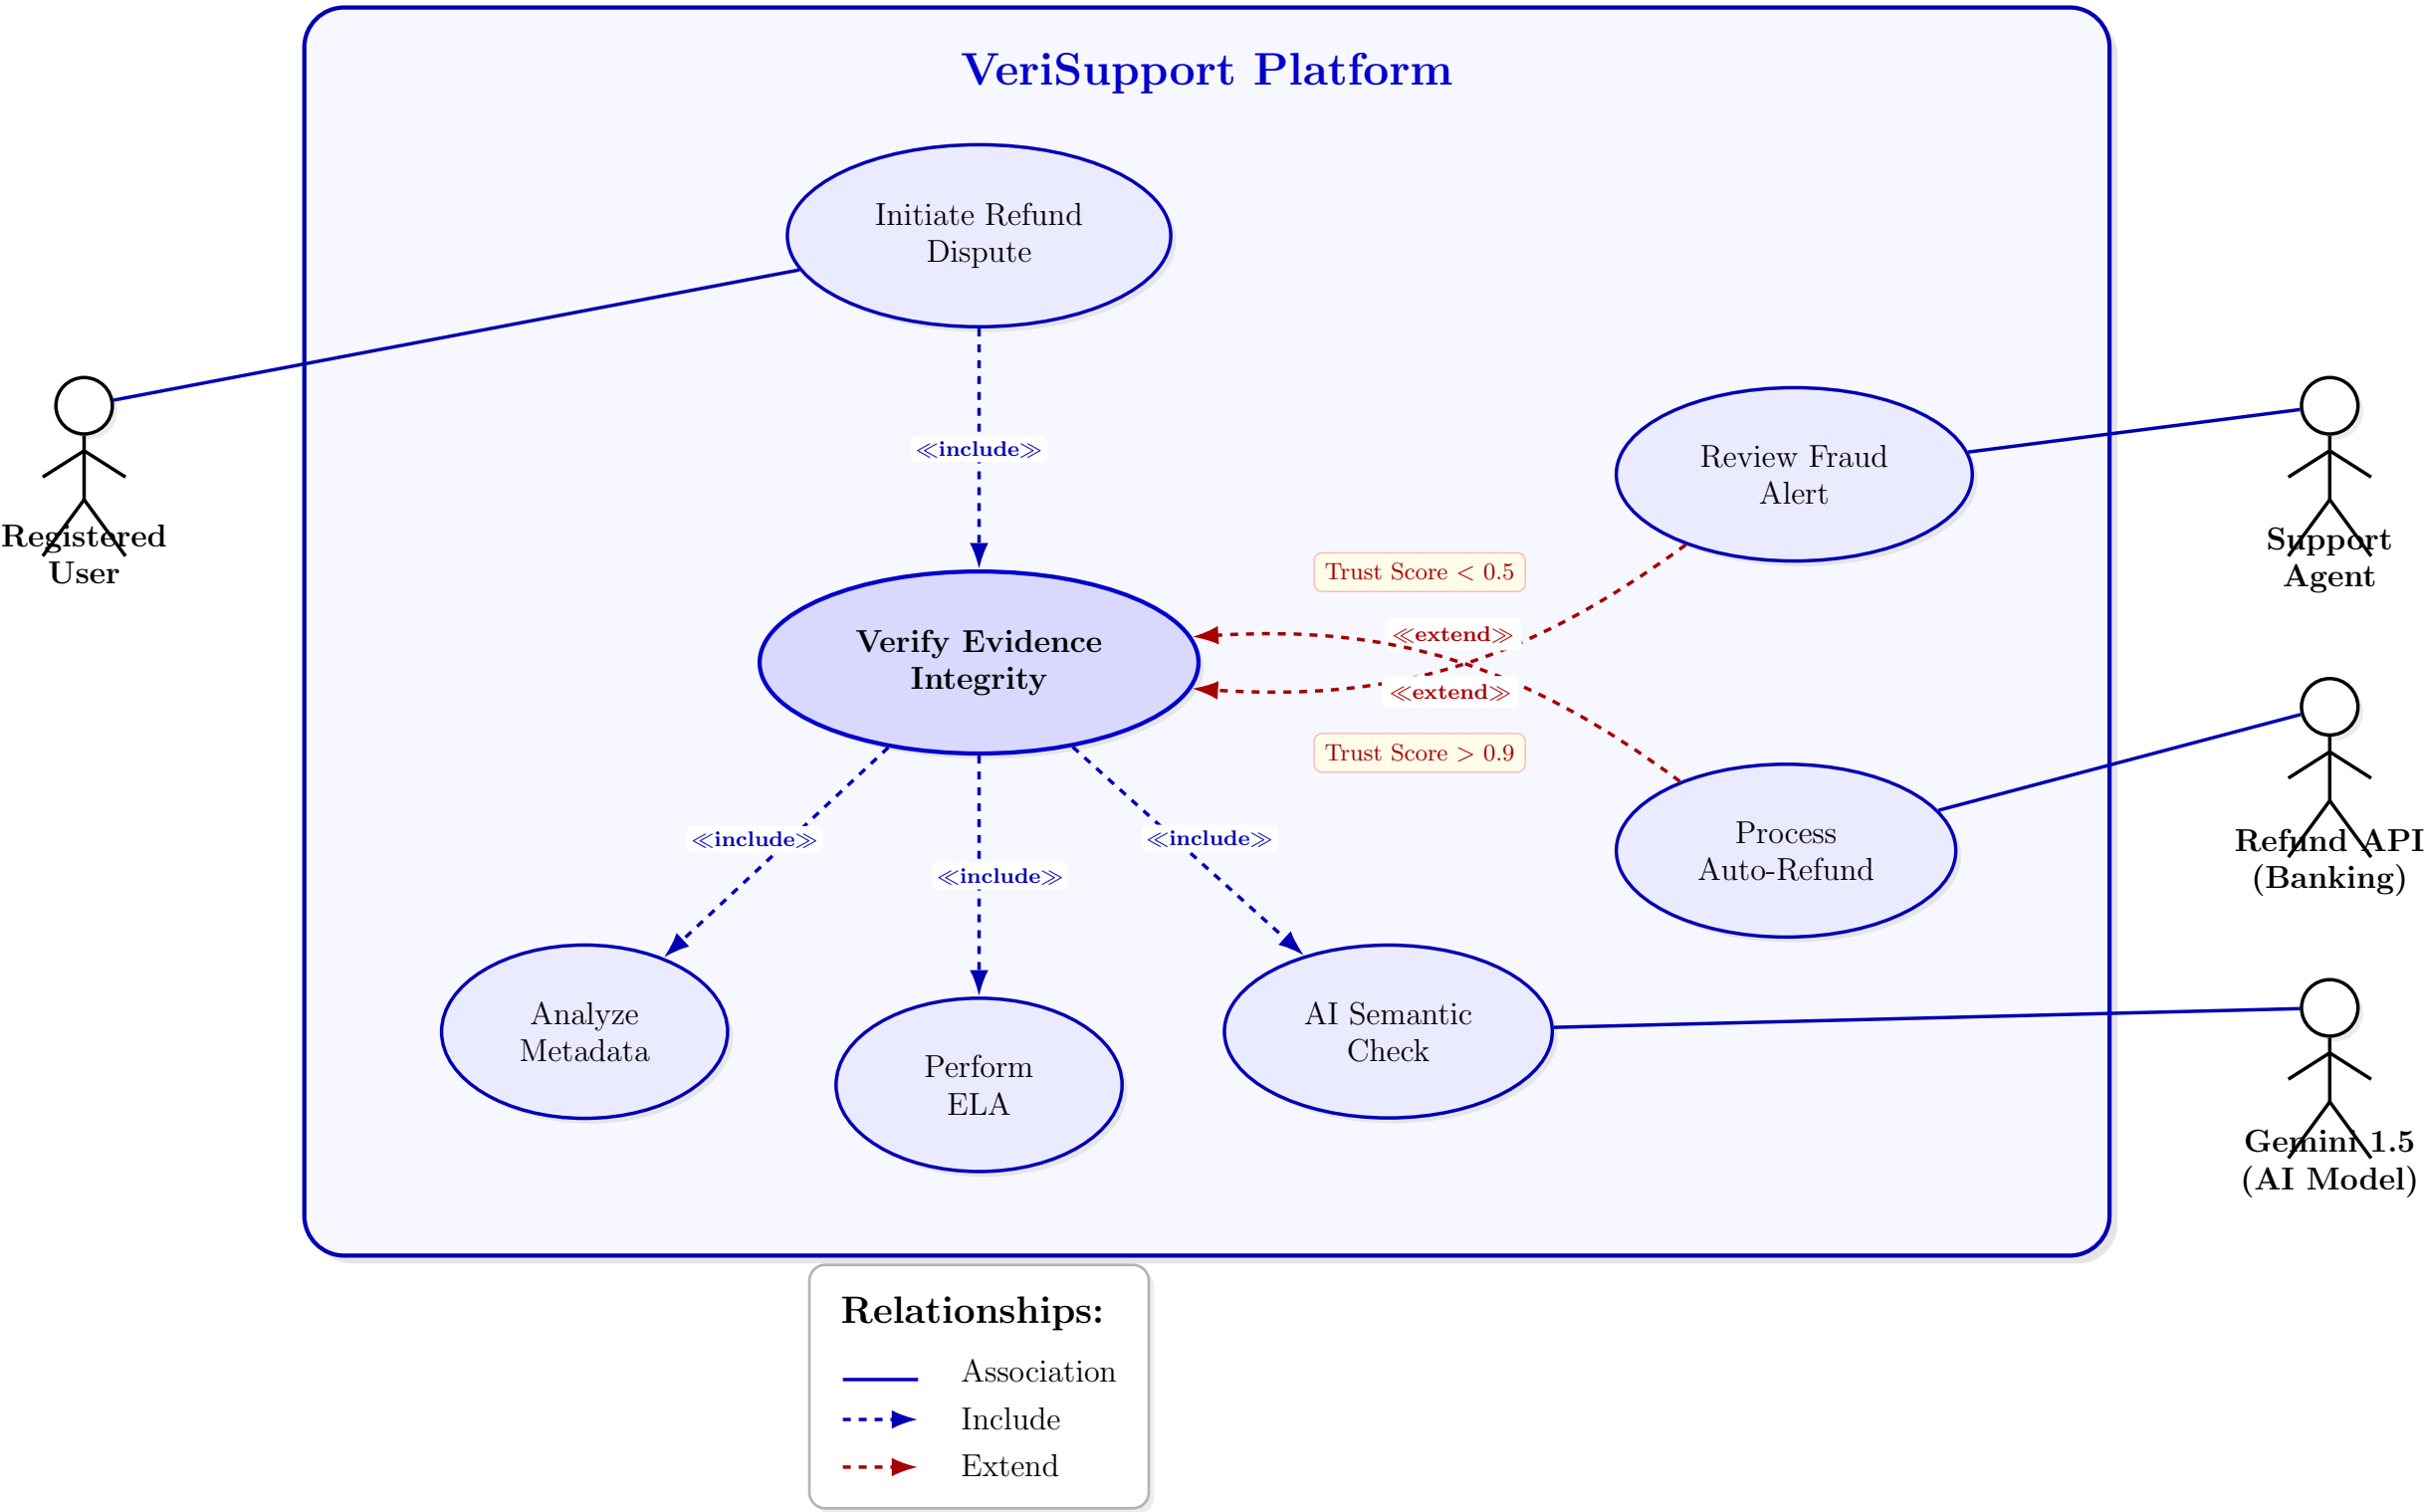 VeriSupport Platform
Initiate Refund
Dispute
≪include≫
Registered
User
Review Fraud
Alert
Support
Agent
Trust Score < 0.5
≪extend≫
Verify Evidence
Integrity
≪extend≫
Trust Score > 0.9
≪include≫
≪include≫
≪include≫
Process
Auto-Refund
Refund API
(Banking)
Analyze
Metadata
Perform
ELA
AI Semantic
Check
Gemini 1.5
(AI Model)
Relationships:
Association
Include
Extend